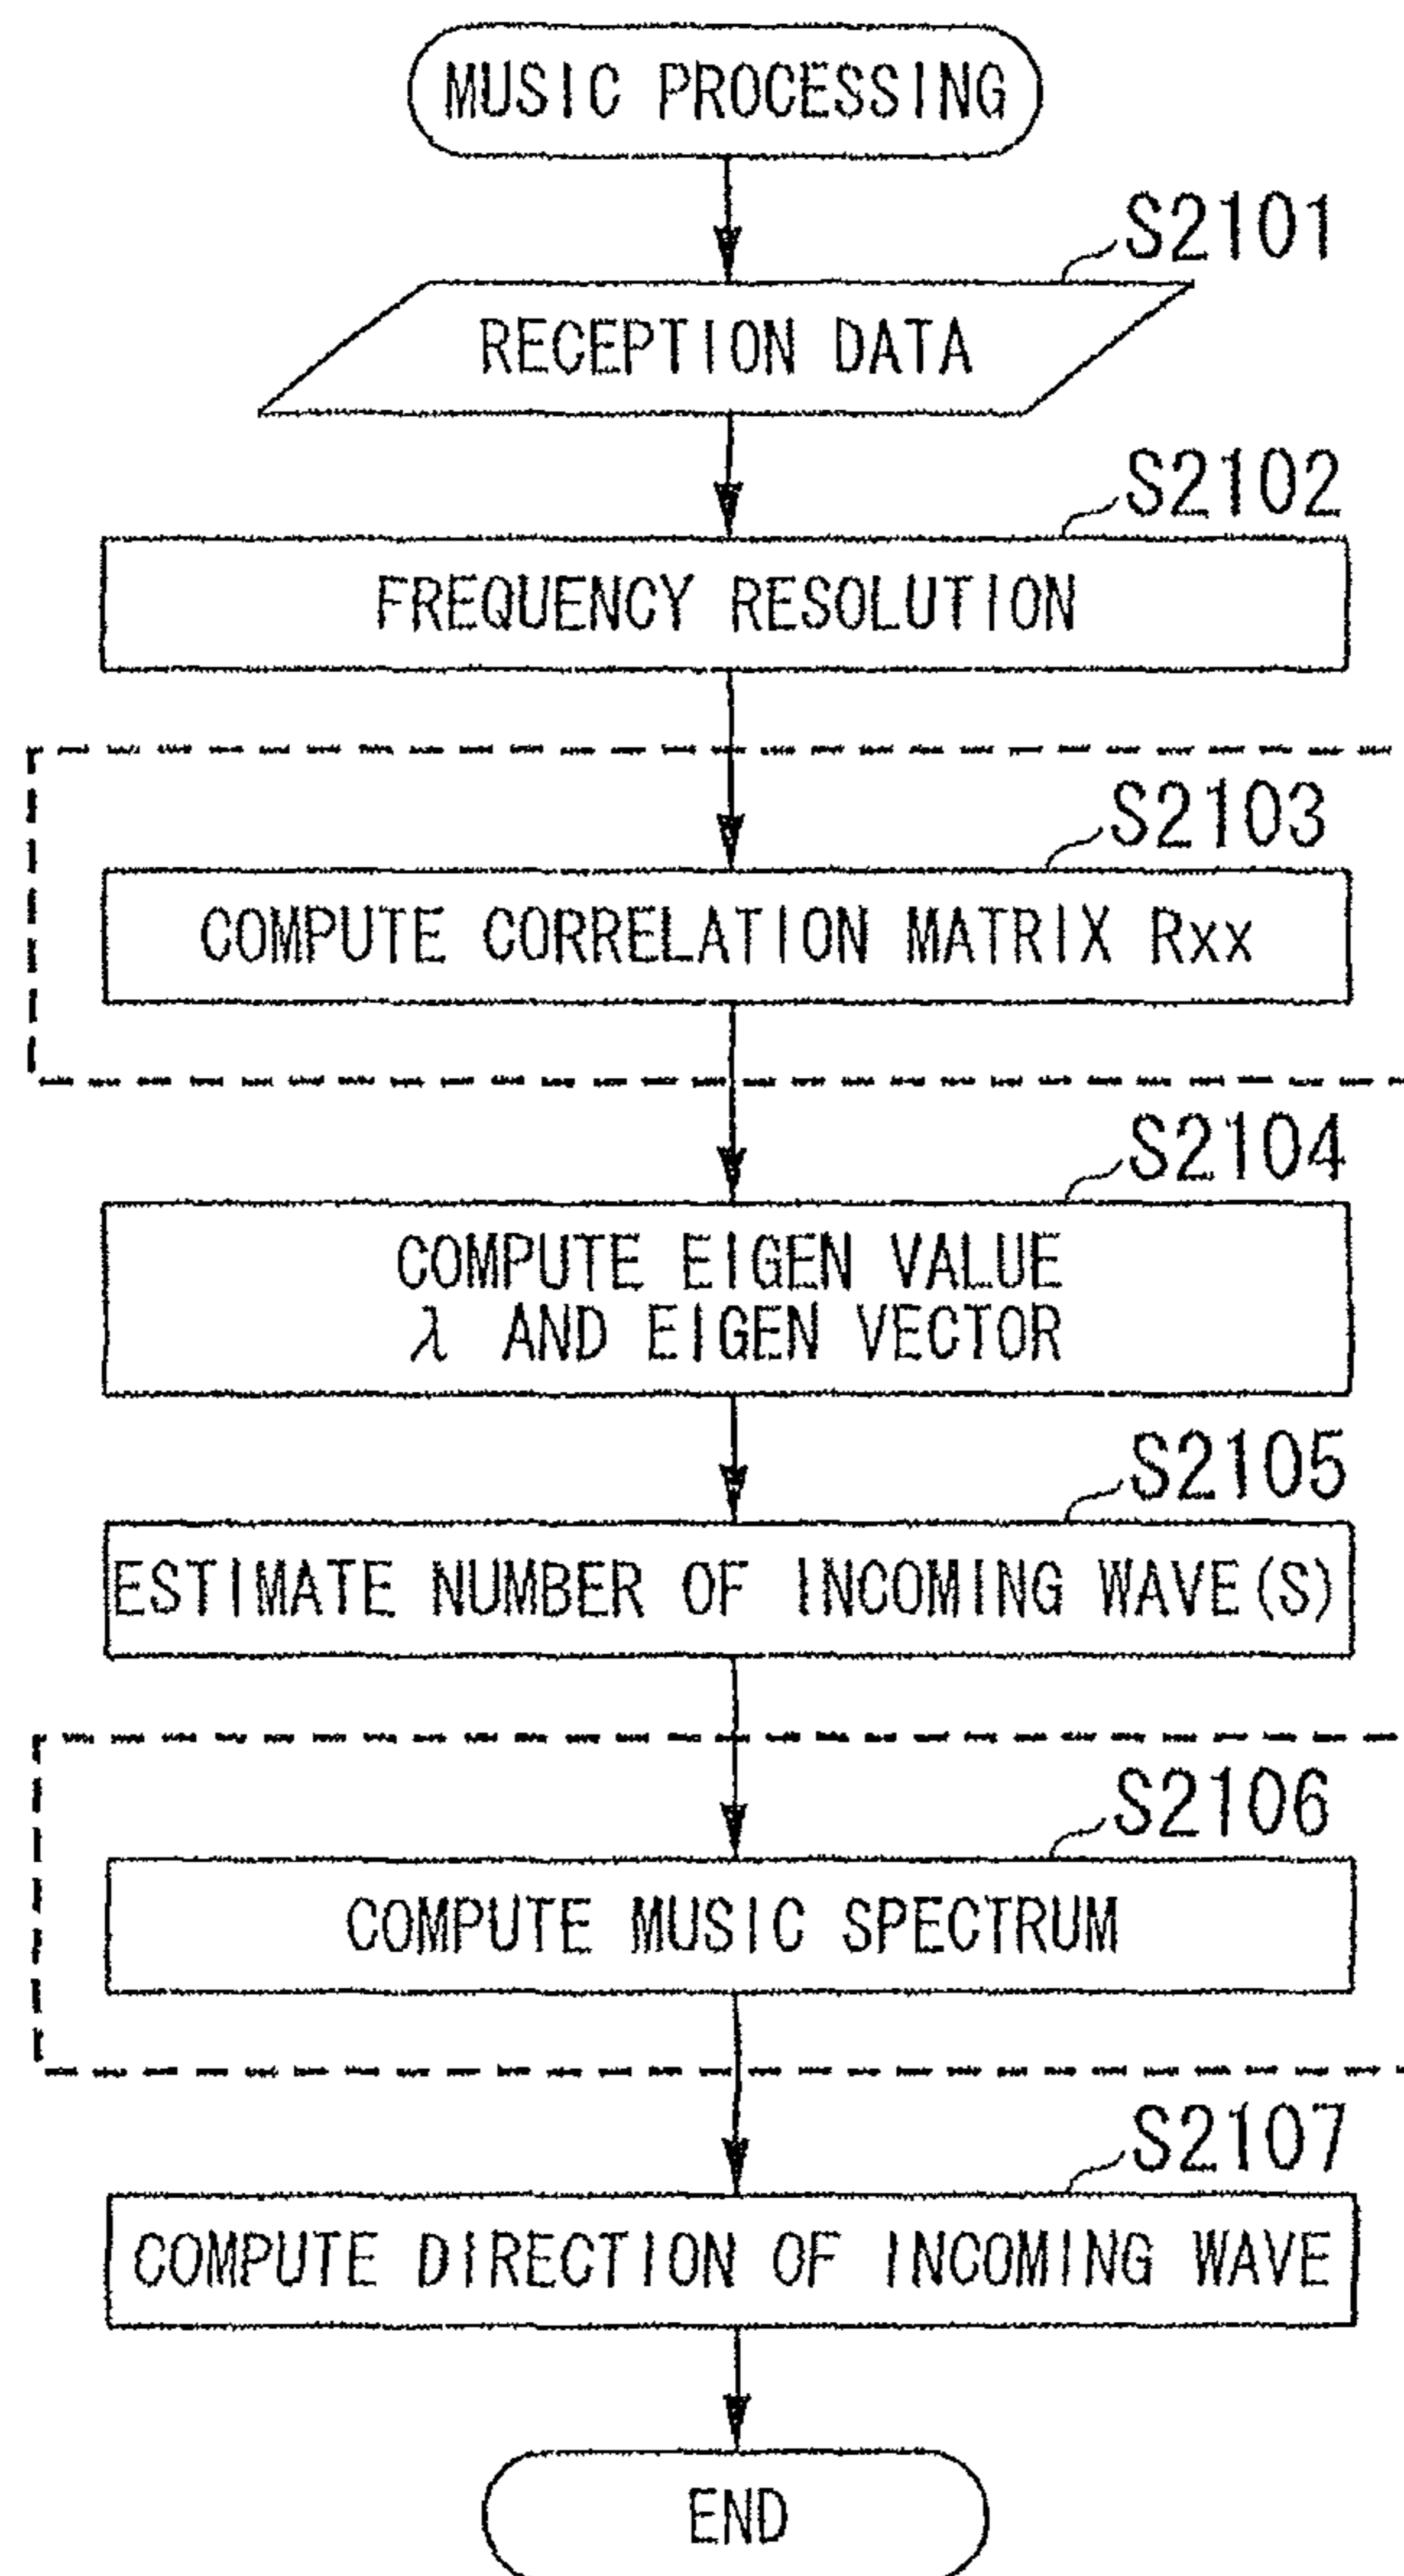 MUSIC PROCESSING
S2101
RECEPTION DATA
S2102
FREQUENCY RESOLUTION
S2103
COMPUTE CORRELATION MATRIX Rxx
S2104
COMPUTE EIGEN VALUE
λ AND EIGEN VECTOR
S2105
ESTIMATE NUMBER OF INCOMING WAVE(S)
S2106
COMPUTE MUSIC SPECTRUM
S2107
COMPUTE DIRECTION OF INCOMING WAVE
END